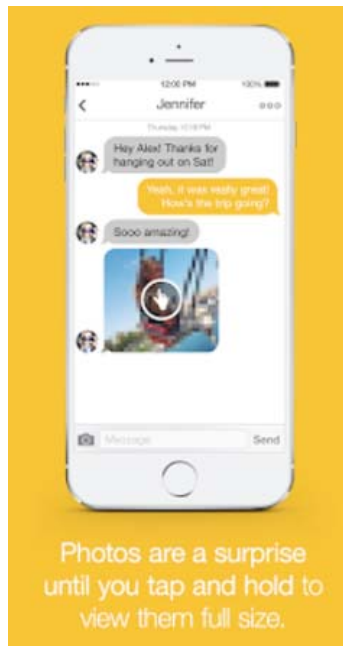 12:00 PM
100%
Jennifer
Thursday 12:18 PM
Hey Alex! Thanks for
hanging out on Sat!
Yeah, it was really great!
How's the trip going?
Sooo amazing!
Message
Send
Photos are a surprise
until you tap and hold to
view them full size.